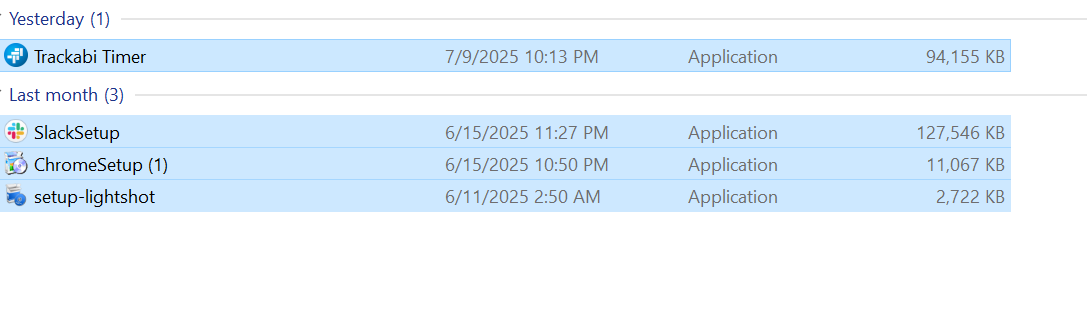 Yesterday (1)
Trackabi Timer 7/9/2025 10:13 PM Application 94,155 KB
Last month (3)
SlackSetup 6/15/2025 11:27 PM Application 127,546 KB
ChromeSetup (1) 6/15/2025 10:50 PM Application 11,067 KB
setup-lightshot 6/11/2025 2:50 AM Application 2,722 KB